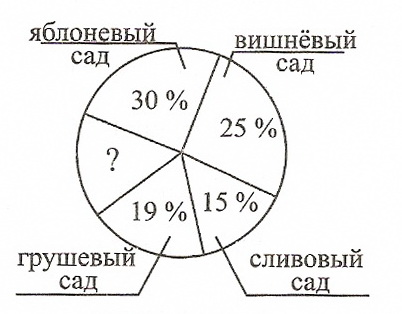 яблоневый
сад
вишнёвый
сад
30 %
25 %
?
19 %
15 %
грушевый
сад
сливовый
сад